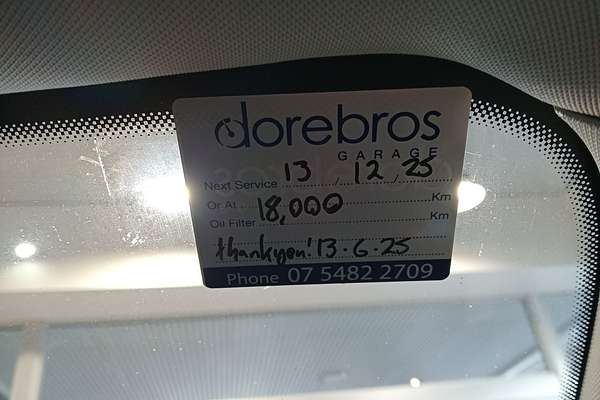 dorebros
GARAGE
Next Service 13 / 12 / 25
Or At 18,000 Km
Oil Filter Km
thankyou! 13.6.25
Phone 07 5482 2709